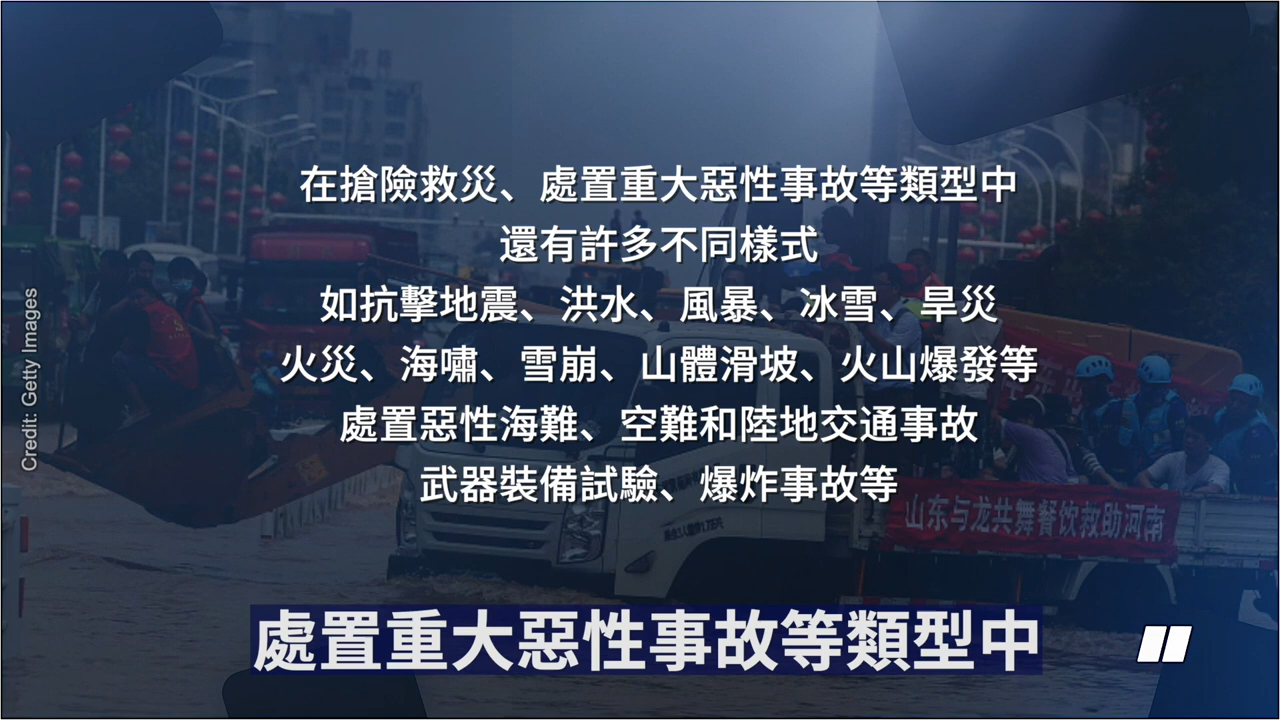 在搶險救災、處置重大惡性事故等類型中
還有許多不同樣式
如抗擊地震、洪水、風暴、冰雪、旱災
火災、海嘯、雪崩、山體滑坡、火山爆發等
處置惡性海難、空難和陸地交通事故
武器裝備試驗、爆炸事故等
Credit: Getty Images
山东与龙共舞餐饮救助河南
處置重大惡性事故等類型中